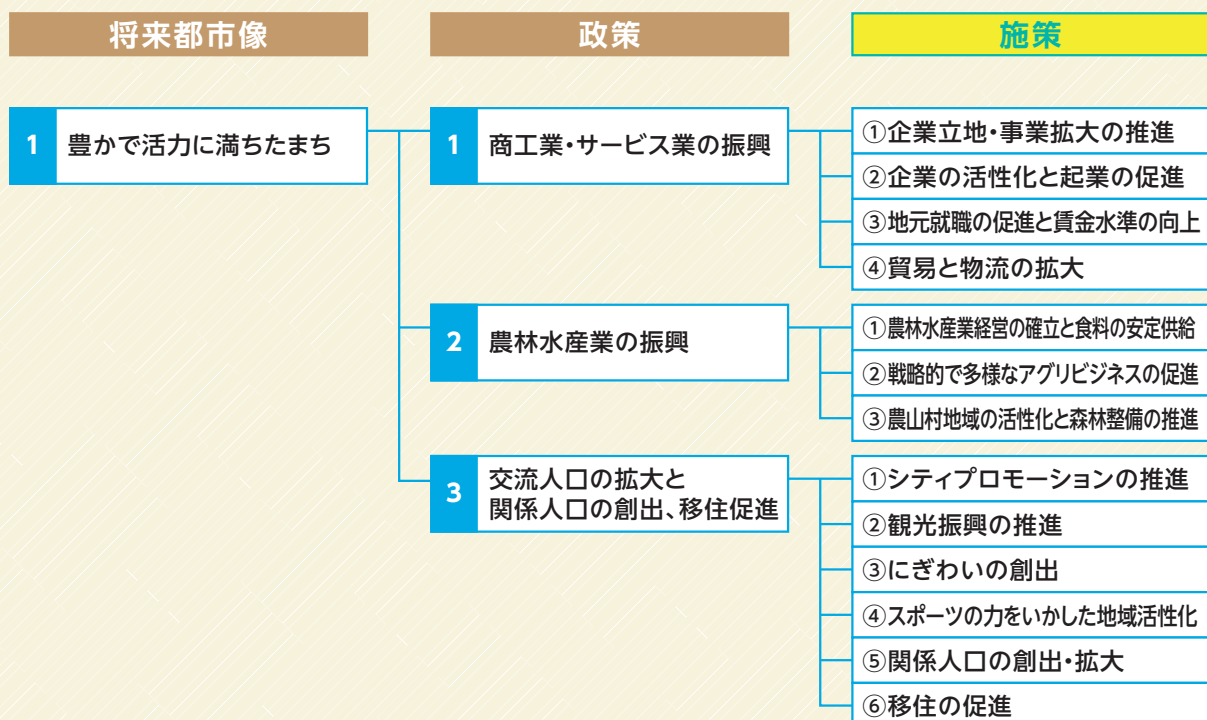 将来都市像
政策
施策
1 豊かで活力に満ちたまち
1 商工業・サービス業の振興
①企業立地・事業拡大の推進
②企業の活性化と起業の促進
③地元就職の促進と賃金水準の向上
④貿易と物流の拡大
2 農林水産業の振興
①農林水産業経営の確立と食料の安定供給
②戦略的で多様なアグリビジネスの促進
③農山村地域の活性化と森林整備の推進
3 交流人口の拡大と
関係人口の創出、移住促進
①シティプロモーションの推進
②観光振興の推進
③にぎわいの創出
④スポーツの力をいかした地域活性化
⑤関係人口の創出・拡大
⑥移住の促進